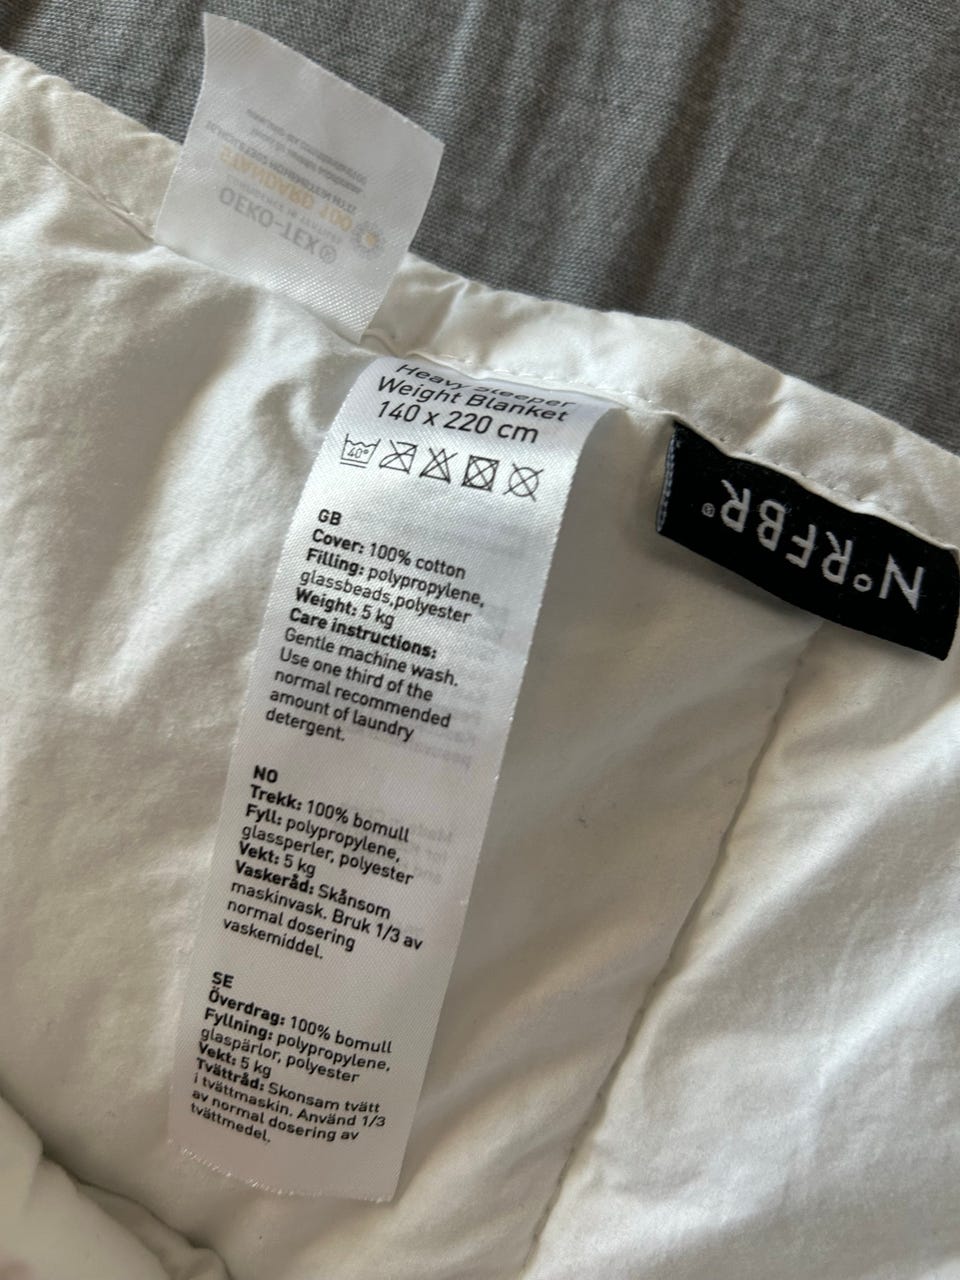 OEKO-TEX®
STANDARD 100
Heavy Sleeper
Weight Blanket
140 x 220 cm
40°
GB
Cover: 100% cotton
Filling: polypropylene,
glassbeads,polyester
Weight: 5 kg
Care instructions:
Gentle machine wash.
Use one third of the
normal recommended
amount of laundry
detergent.
NO
Trekk: 100% bomull
Fyll: polypropylene,
glassperler, polyester
Vekt: 5 kg
Vaskeråd: Skånsom
maskinvask. Bruk 1/3 av
normal dosering
vaskemiddel.
SE
Överdrag: 100% bomull
Fyllning: polypropylene,
glaspärlor, polyester
Vekt: 5 kg
Tvättråd: Skonsam tvätt
i tvättmaskin. Använd 1/3
av normal dosering av
tvättmedel.
N°RFBR®